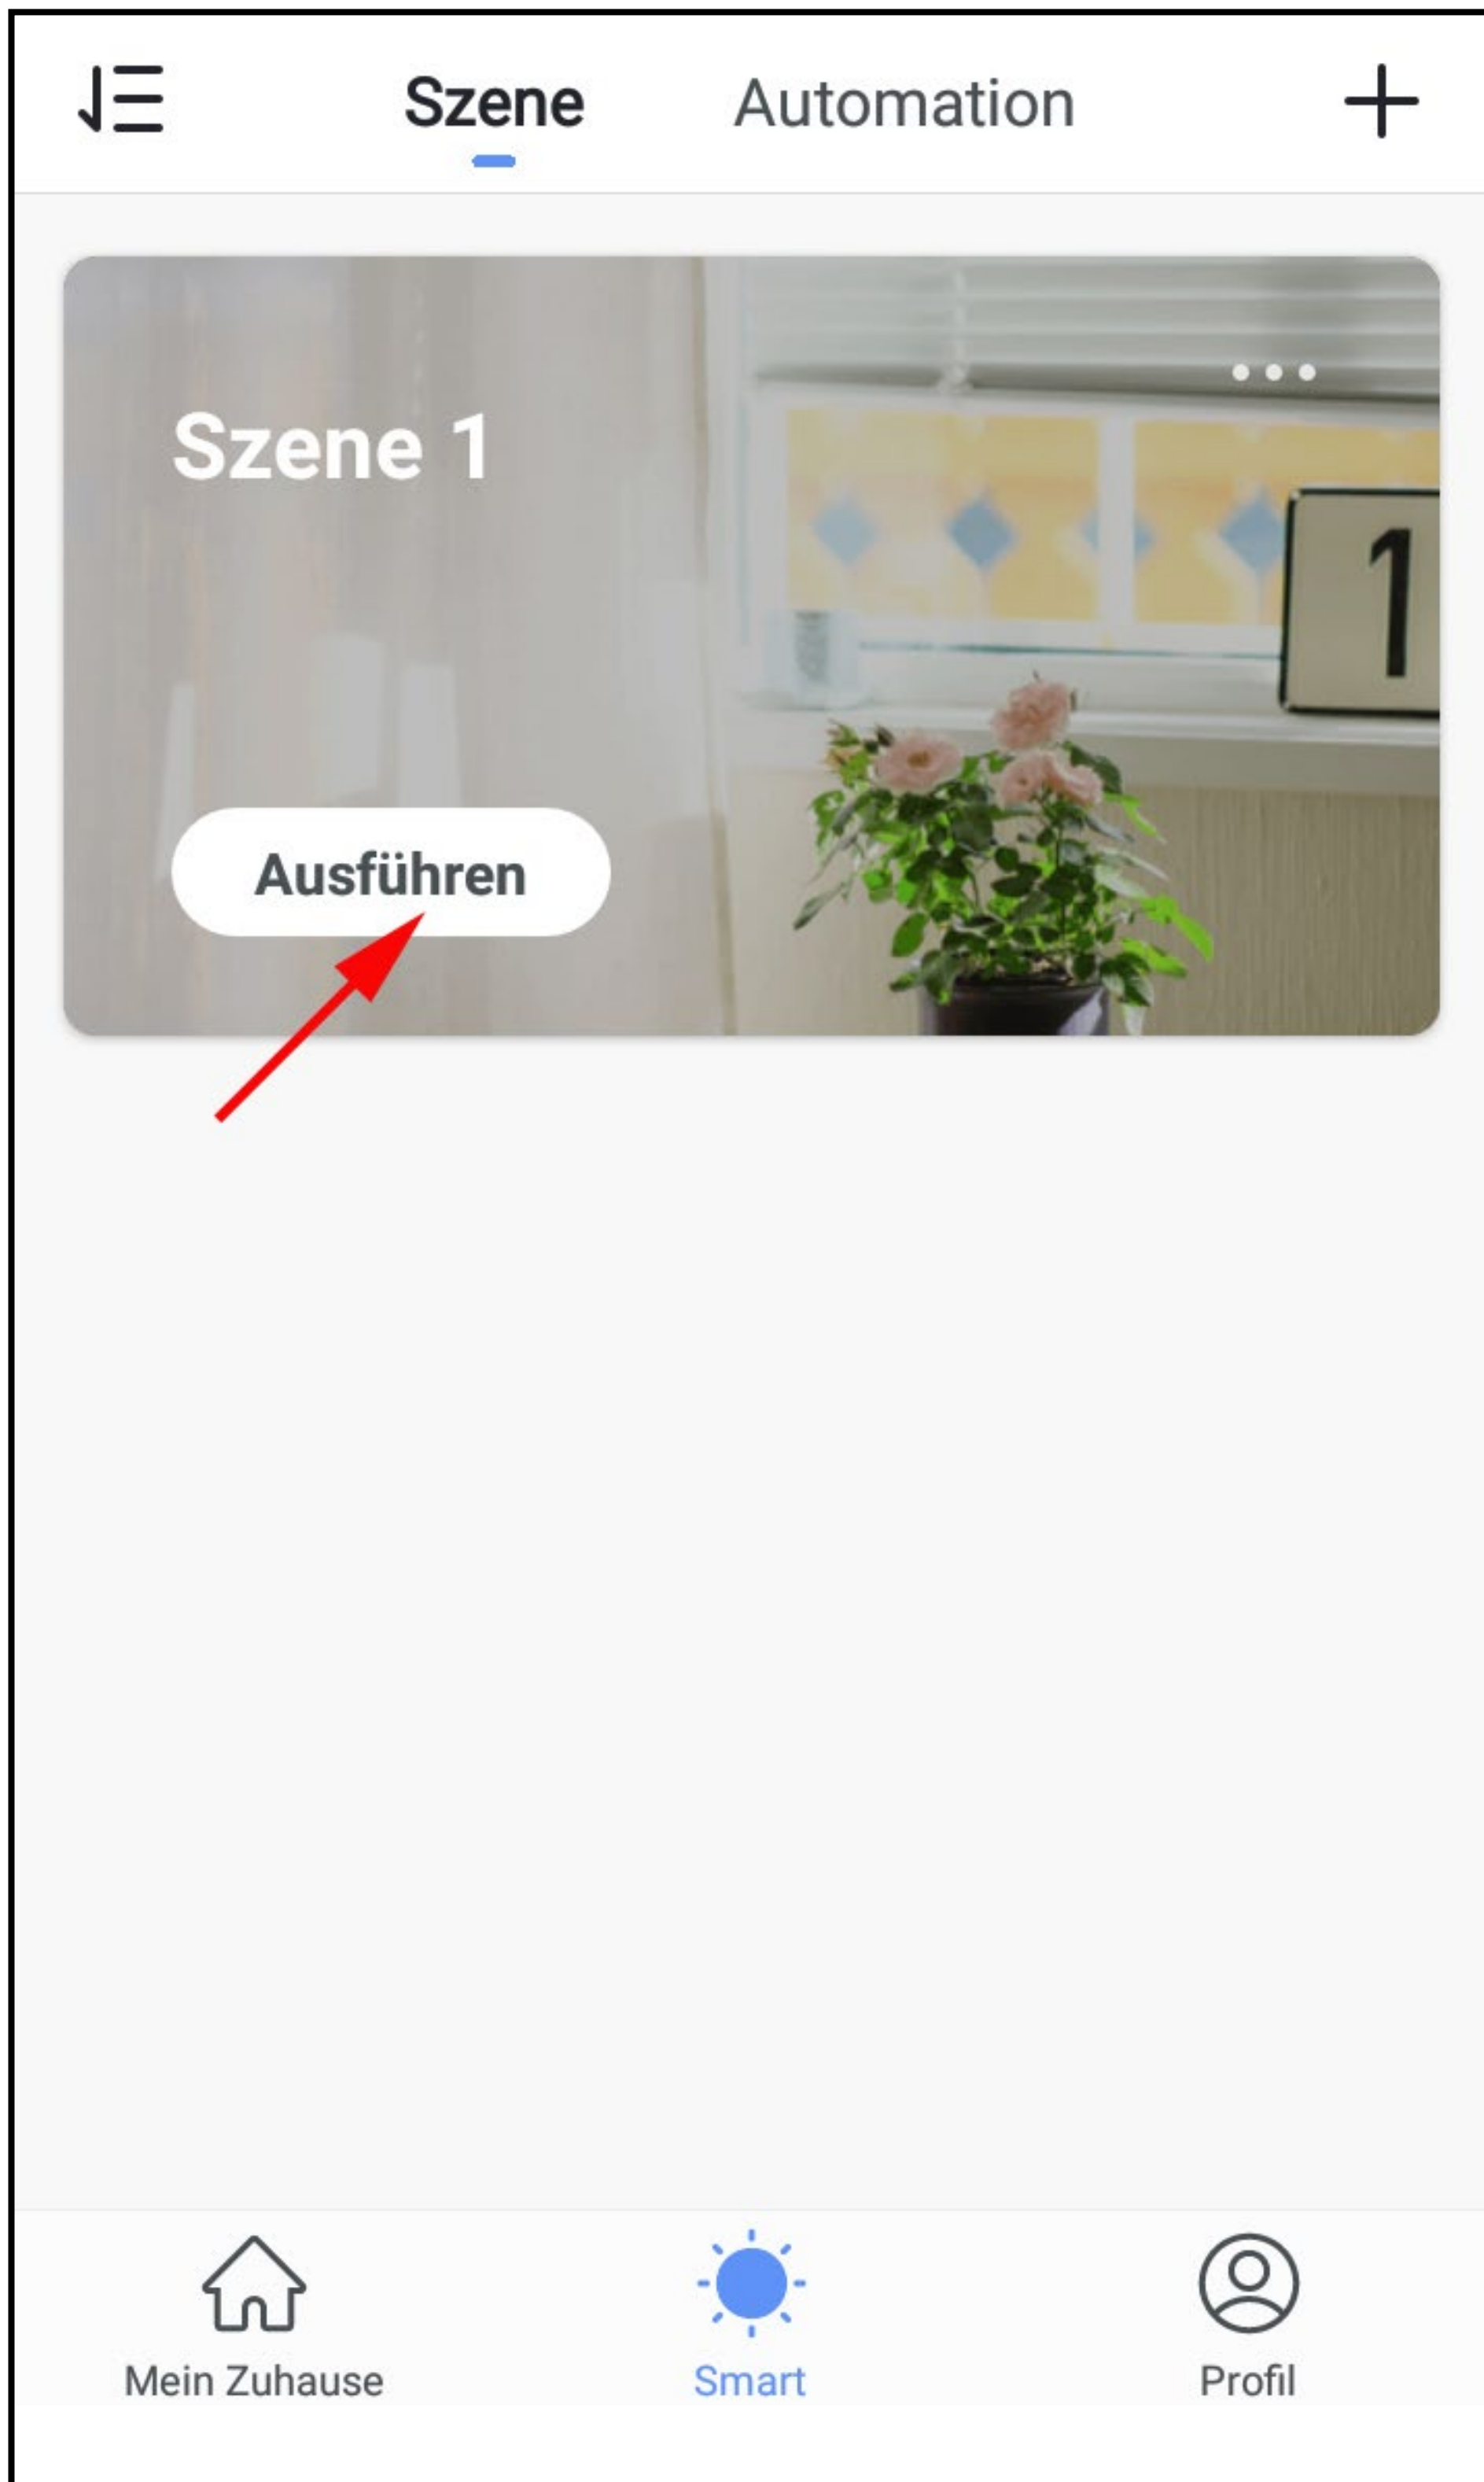 Szene Automation
Szene 1
1
Ausführen
Mein Zuhause Smart Profil